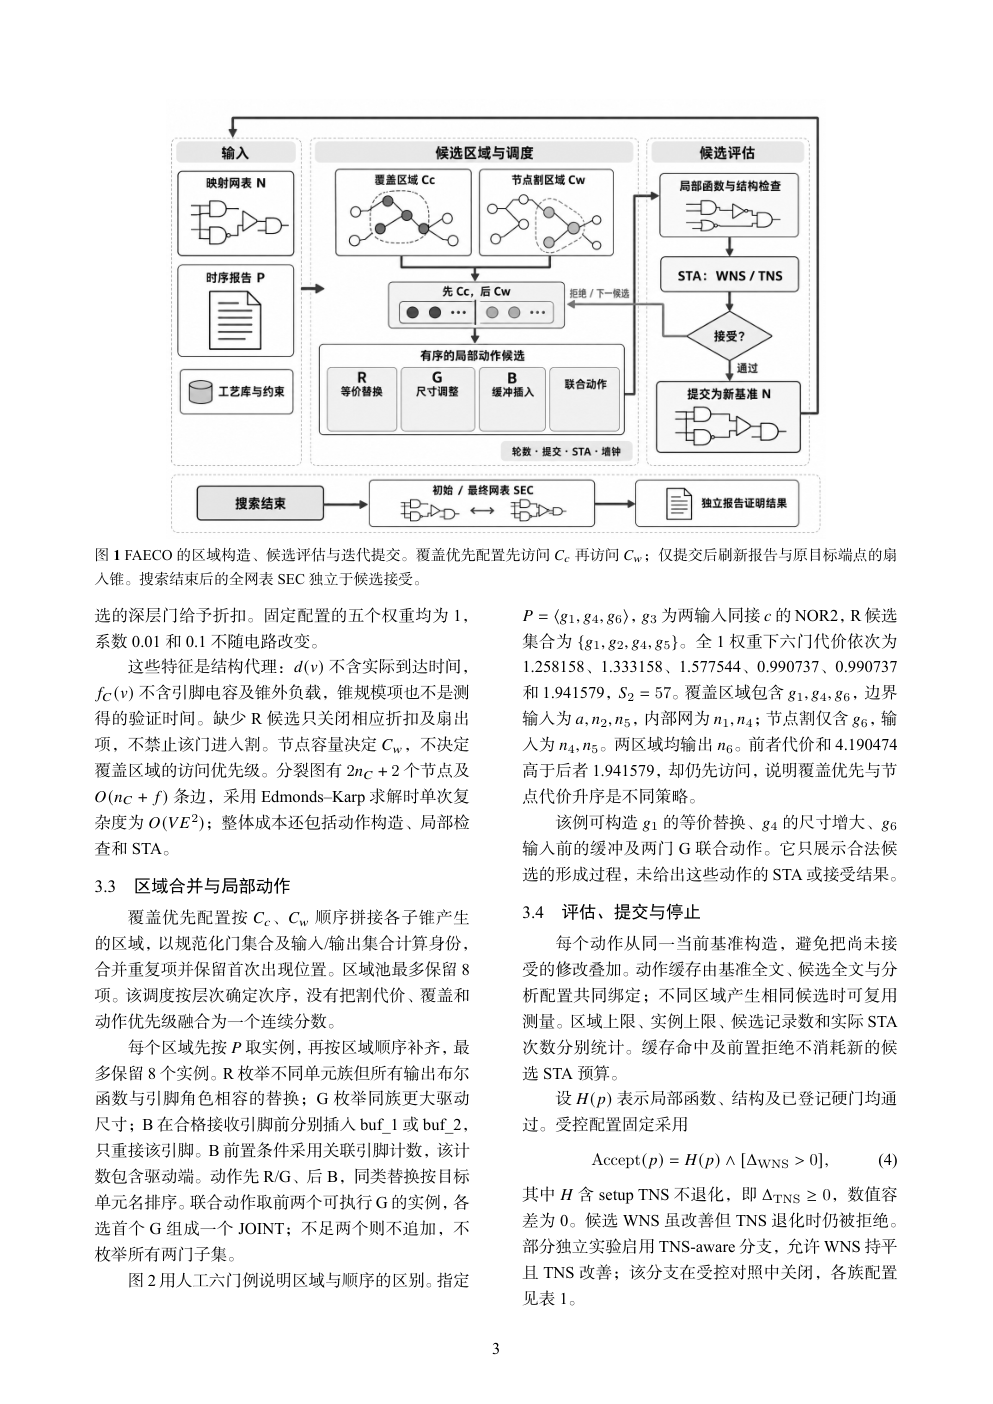 输入
候选区域与调度
候选评估
映射网表 N
覆盖区域 Cc
节点割区域 Cw
局部函数与结构检查
时序报告 P
先 Cc，后 Cw
拒绝 / 下一候选
STA：WNS / TNS
接受？
通过
有序的局部动作候选
R
等价替换
G
尺寸调整
B
缓冲插入
联合动作
工艺库与约束
提交为新基准 N
轮数 · 提交 · STA · 墙钟
搜索结束
初始 / 最终网表 SEC
独立报告证明结果
图 1 FAECO 的区域构造、候选评估与迭代提交。覆盖优先配置先访问 Cc 再访问 Cw；仅提交后刷新报告与原目标端点的扇
入锥。搜索结束后的全网表 SEC 独立于候选接受。
选的深层门给予折扣。固定配置的五个权重均为 1，
系数 0.01 和 0.1 不随电路改变。
这些特征是结构代理：d(v) 不含实际到达时间，
fC(v) 不含引脚电容及锥外负载，锥规模项也不是测
得的验证时间。缺少 R 候选只关闭相应折扣及扇出
项，不禁止该门进入割。节点容量决定 Cw，不决定
覆盖区域的访问优先级。分裂图有 2nC + 2 个节点及
O(nC + f) 条边，采用 Edmonds–Karp 求解时单次复
杂度为 O(VE²)；整体成本还包括动作构造、局部检
查和 STA。
3.3 区域合并与局部动作
覆盖优先配置按 Cc、Cw 顺序拼接各子锥产生
的区域，以规范化门集合及输入/输出集合计算身份，
合并重复项并保留首次出现位置。区域池最多保留 8
项。该调度按层次确定次序，没有把割代价、覆盖和
动作优先级融合为一个连续分数。
每个区域先按 P 取实例，再按区域顺序补齐，最
多保留 8 个实例。R 枚举不同单元族但所有输出布尔
函数与引脚角色相容的替换；G 枚举同族更大驱动
尺寸；B 在合格接收引脚前分别插入 buf_1 或 buf_2，
只重接该引脚。B 前置条件采用关联引脚计数，该计
数包含驱动端。动作先 R/G、后 B，同类替换按目标
单元名排序。联合动作取前两个可执行 G 的实例，各
选首个 G 组成一个 JOINT；不足两个则不追加，不
枚举所有两门子集。
图 2 用人工六门例说明区域与顺序的区别。指定
P = ⟨g1, g4, g6⟩，g3 为两输入同接 c 的 NOR2，R 候选
集合为 {g1, g2, g4, g5}。全 1 权重下六门代价依次为
1.258158、1.333158、1.577544、0.990737、0.990737
和 1.941579，S2 = 57。覆盖区域包含 g1, g4, g6，边界
输入为 a, n2, n5，内部网为 n1, n4；节点割仅含 g6，输
入为 n4, n5。两区域均输出 n6。前者代价和 4.190474
高于后者 1.941579，却仍先访问，说明覆盖优先与节
点代价升序是不同策略。
该例可构造 g1 的等价替换、g4 的尺寸增大、g6
输入前的缓冲及两门 G 联合动作。它只展示合法候
选的形成过程，未给出这些动作的 STA 或接受结果。
3.4 评估、提交与停止
每个动作从同一当前基准构造，避免把尚未接
受的修改叠加。动作缓存由基准全文、候选全文与分
析配置共同绑定；不同区域产生相同候选时可复用
测量。区域上限、实例上限、候选记录数和实际 STA
次数分别统计。缓存命中及前置拒绝不消耗新的候
选 STA 预算。
设 H(p) 表示局部函数、结构及已登记硬门均通
过。受控配置固定采用
Accept(p) = H(p) ∧ [ΔWNS > 0], (4)
其中 H 含 setup TNS 不退化，即 ΔTNS ≥ 0，数值容
差为 0。候选 WNS 虽改善但 TNS 退化时仍被拒绝。
部分独立实验启用 TNS-aware 分支，允许 WNS 持平
且 TNS 改善；该分支在受控对照中关闭，各族配置
见表 1。
3